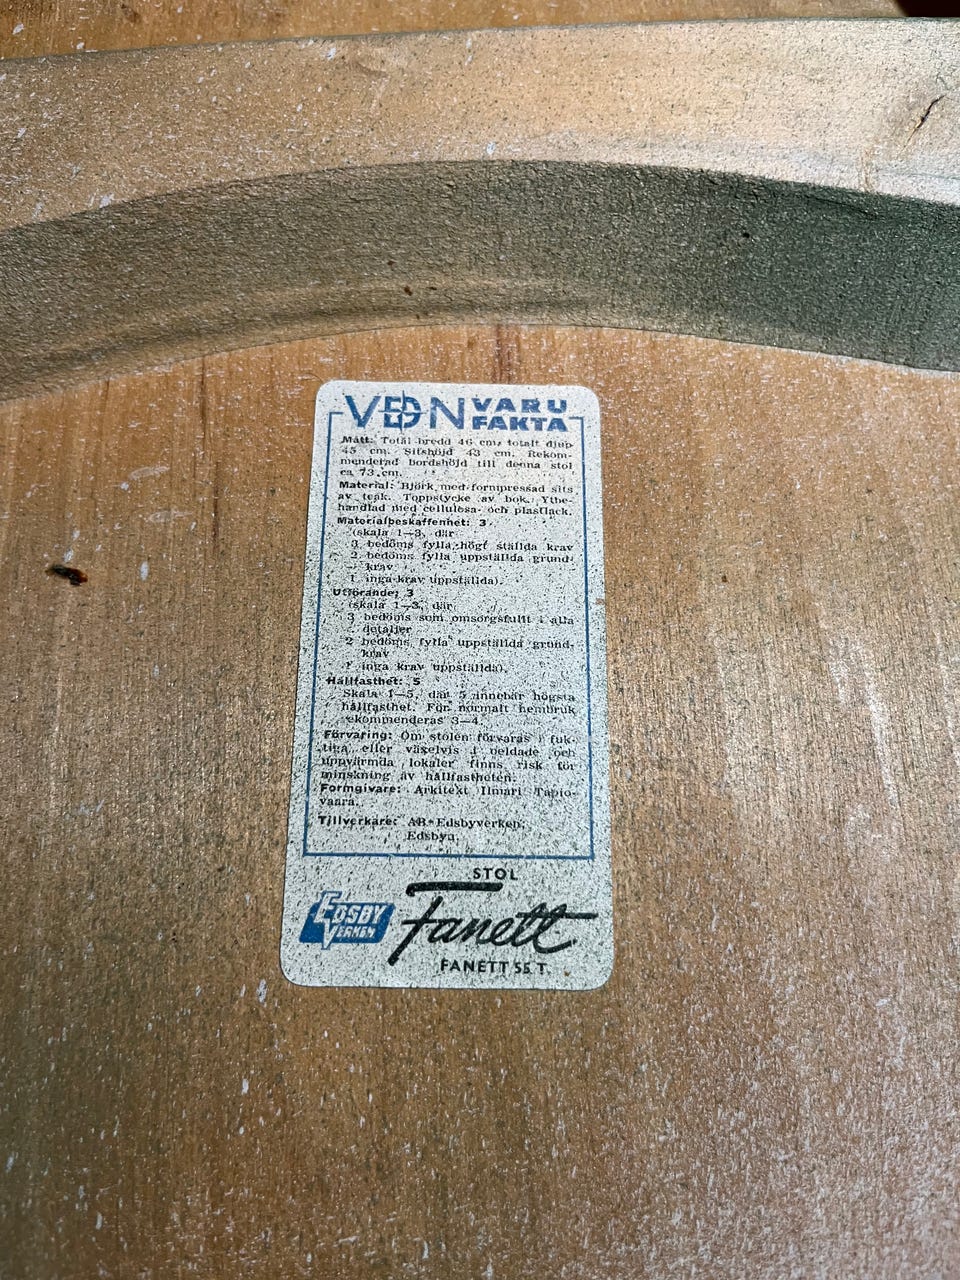 VDN VARU
FAKTA
Mått: Total bredd 46 cm, totalt djup
45 cm. Sitshöjd 43 cm. Rekom-
menderad bordshöjd till denna stol
ca 73 cm.
Material: Björk med formpressad sits
av teak. Toppstycke av bok. Ytbe-
handlad med cellulosa- och plastlack.
Materialbeskaffenhet: 3
(skala 1—3, där
3 bedöms fylla högt ställda krav
2 bedöms fylla uppställda grund-
krav
1 inga krav uppställda).
Utförande: 3
(skala 1—3, där
3 bedöms som omsorgsfullt i alla
detaljer
2 bedöms fylla uppställda grund-
krav
1 inga krav uppställda).
Hållfasthet: 5
Skala 1—5, där 5 innebär högsta
hållfasthet. För normalt hembruk
rekommenderas 3—4.
Förvaring: Om stolen förvaras i fuk-
tiga eller växelvis i oeldade och
uppvärmda lokaler finns risk för
minskning av hållfastheten.
Formgivare: Arkitekt Ilmari Tapio-
vaara.
Tillverkare: AB Edsbyverken,
Edsbyn.
STOL
EDSBY
VERKEN
Fanett
FANETT 55 T.